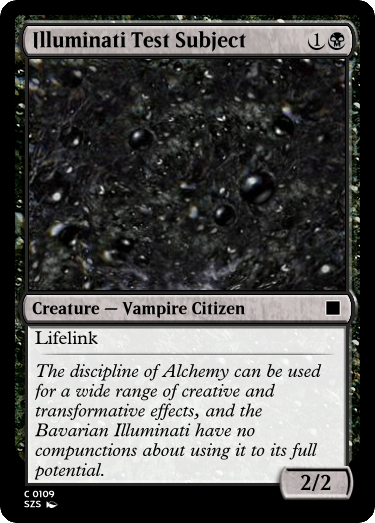 Illuminati Test Subject 1
Creature — Vampire Citizen
Lifelink
The discipline of Alchemy can be used
for a wide range of creative and
transformative effects, and the
Bavarian Illuminati have no
compunctions about using it to its full
potential.
2/2
C 0109
SZS